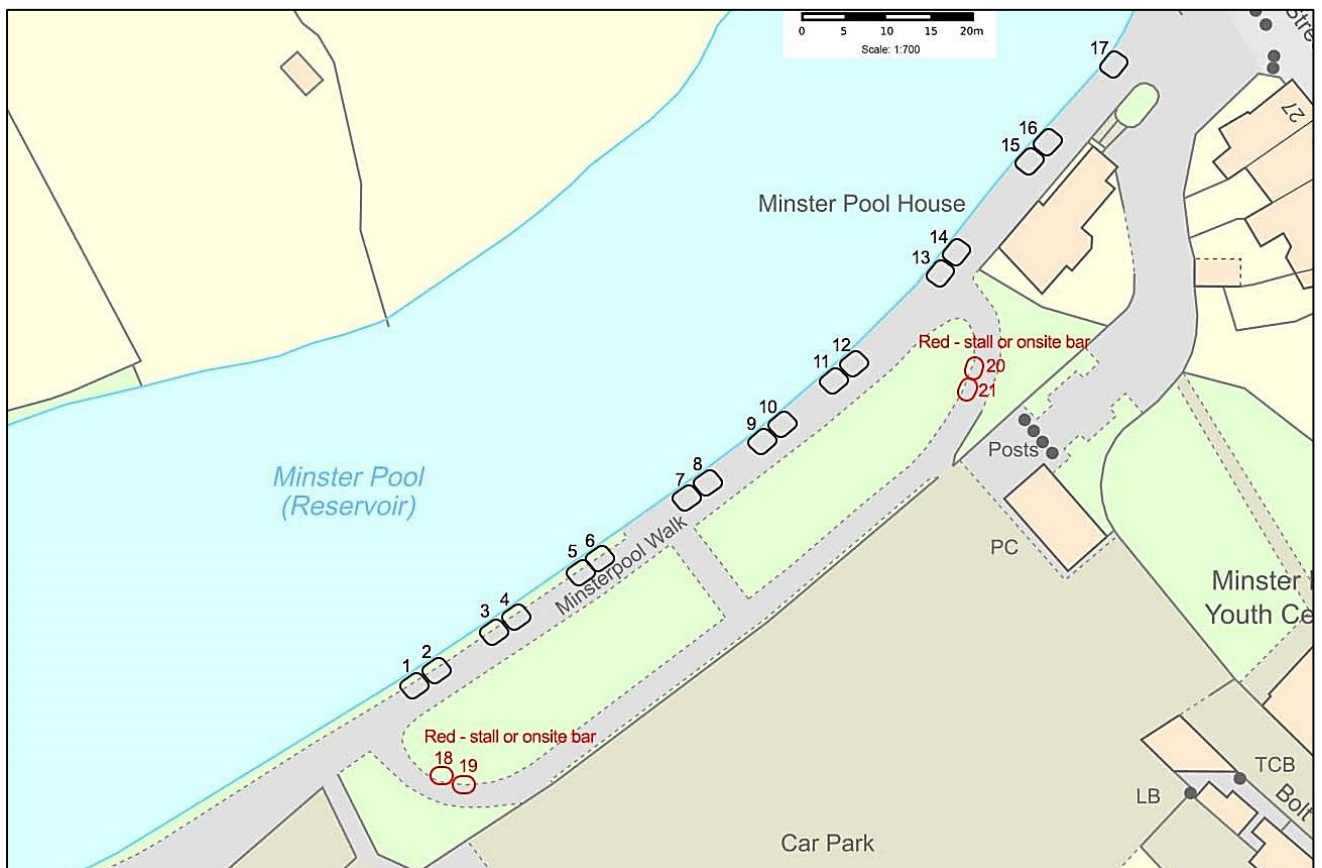 0 5 10 15 20m
Scale: 1:700
17
27
16
15
Minster Pool House
14
13
Red - stall or onsite bar
20
21
12
11
10
9
Posts
8
7
PC
Minster Pool
(Reservoir)
Minsterpool Walk
6
5
4
3
2
1
Minster
Youth Ce
Red - stall or onsite bar
18
19
TCB
LB
Bolt
Car Park
Stre